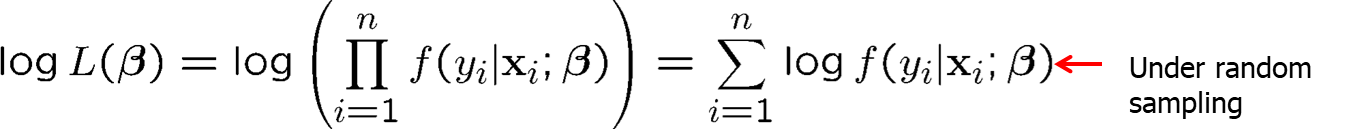 log L(β) = log (∏_{i=1}^{n} f(y_i|x_i; β)) = ∑_{i=1}^{n} log f(y_i|x_i; β)
Under random
sampling